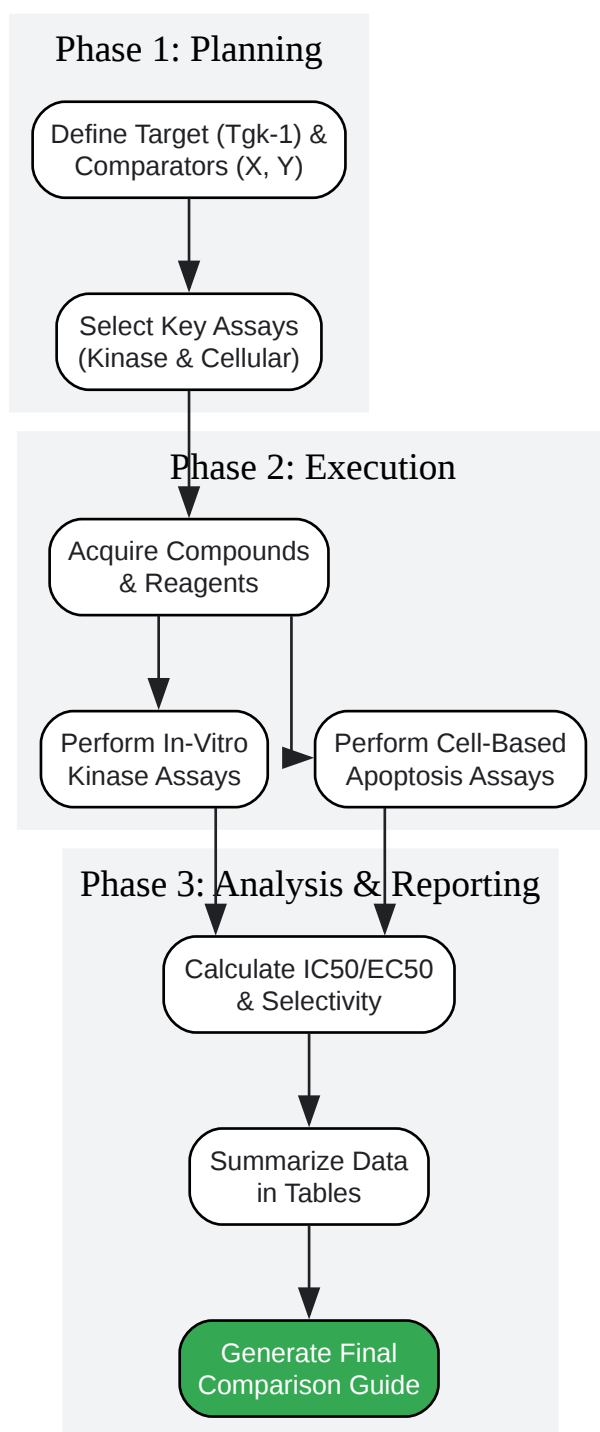 Phase 1: Planning
Define Target (Tgk-1) &
Comparators (X, Y)
Select Key Assays
(Kinase & Cellular)
Phase 2: Execution
Acquire Compounds
& Reagents
Perform In-Vitro
Kinase Assays
Perform Cell-Based
Apoptosis Assays
Phase 3: Analysis & Reporting
Calculate IC50/EC50
& Selectivity
Summarize Data
in Tables
Generate Final
Comparison Guide